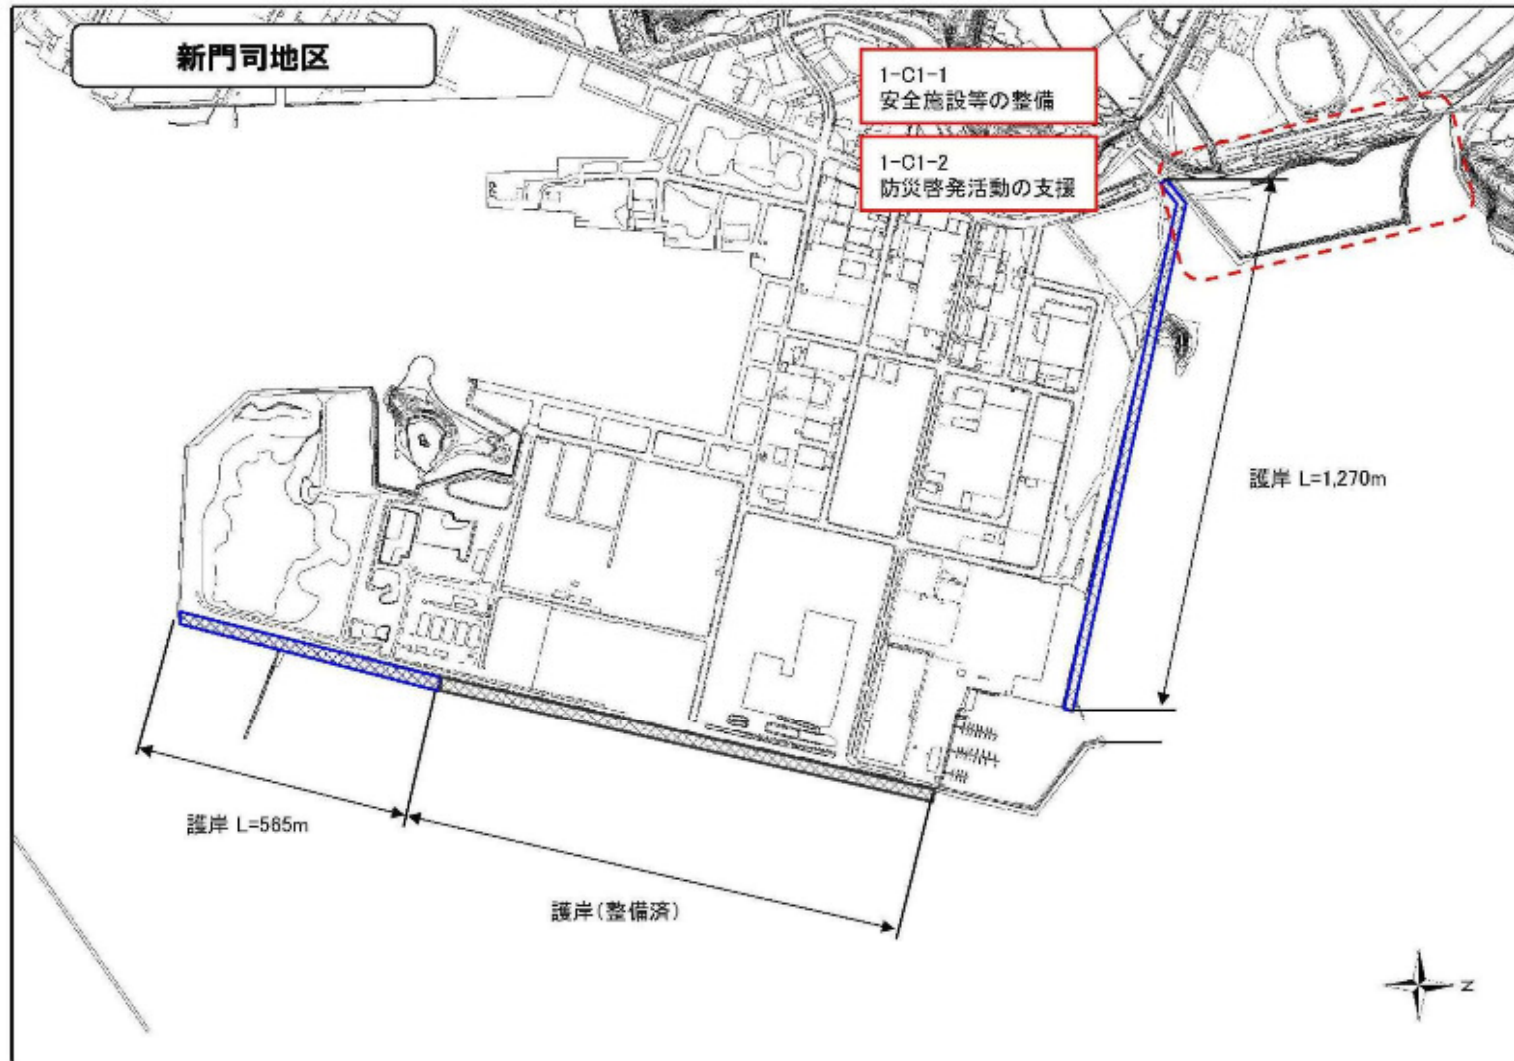 新門司地区
1-C1-1
安全施設等の整備
1-C1-2
防災啓発活動の支援
護岸 L=1,270m
護岸 L=565m
護岸(整備済)
N